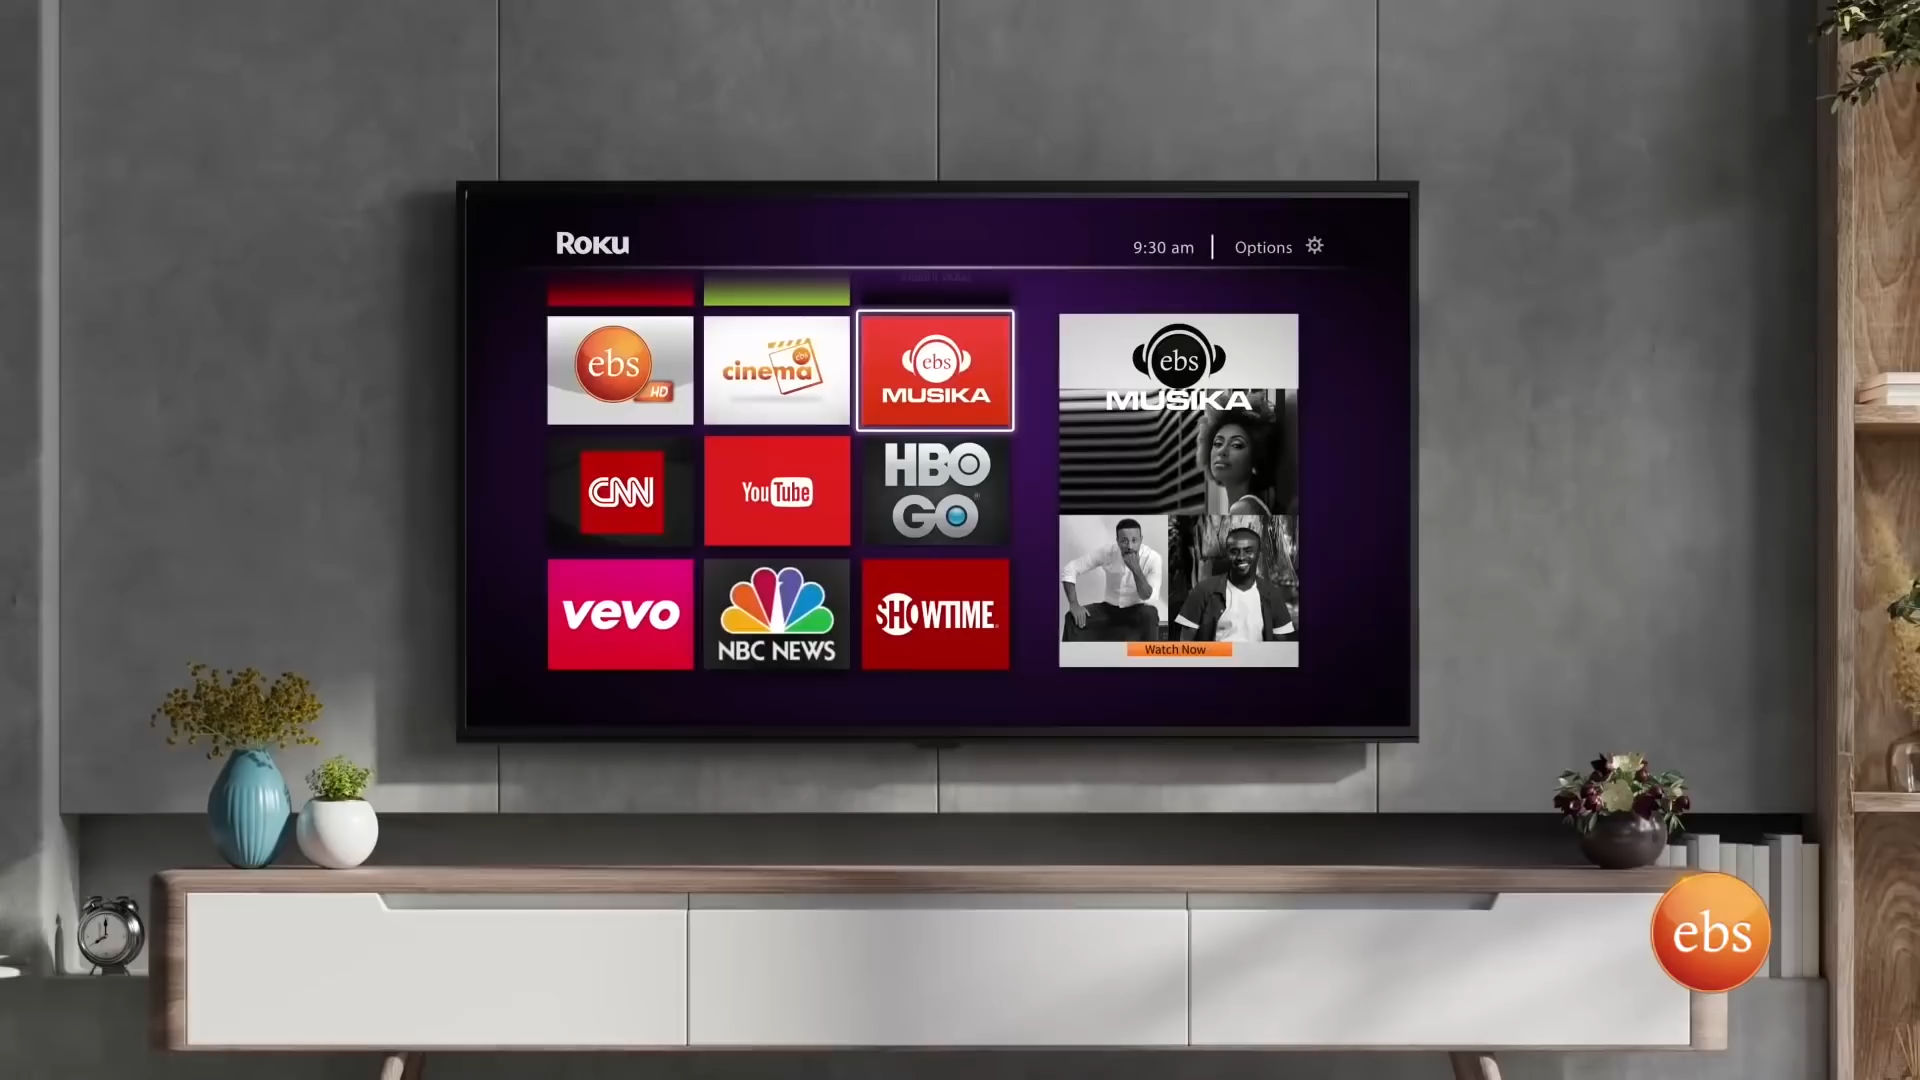 Roku
9:30 am | Options
ebs
HD
cinema
ebs
ebs
MUSIKA
ebs
MUSIKA
CNN
YouTube
HBO
GO
vevo
NBC NEWS
SHOWTIME
Watch Now
ebs